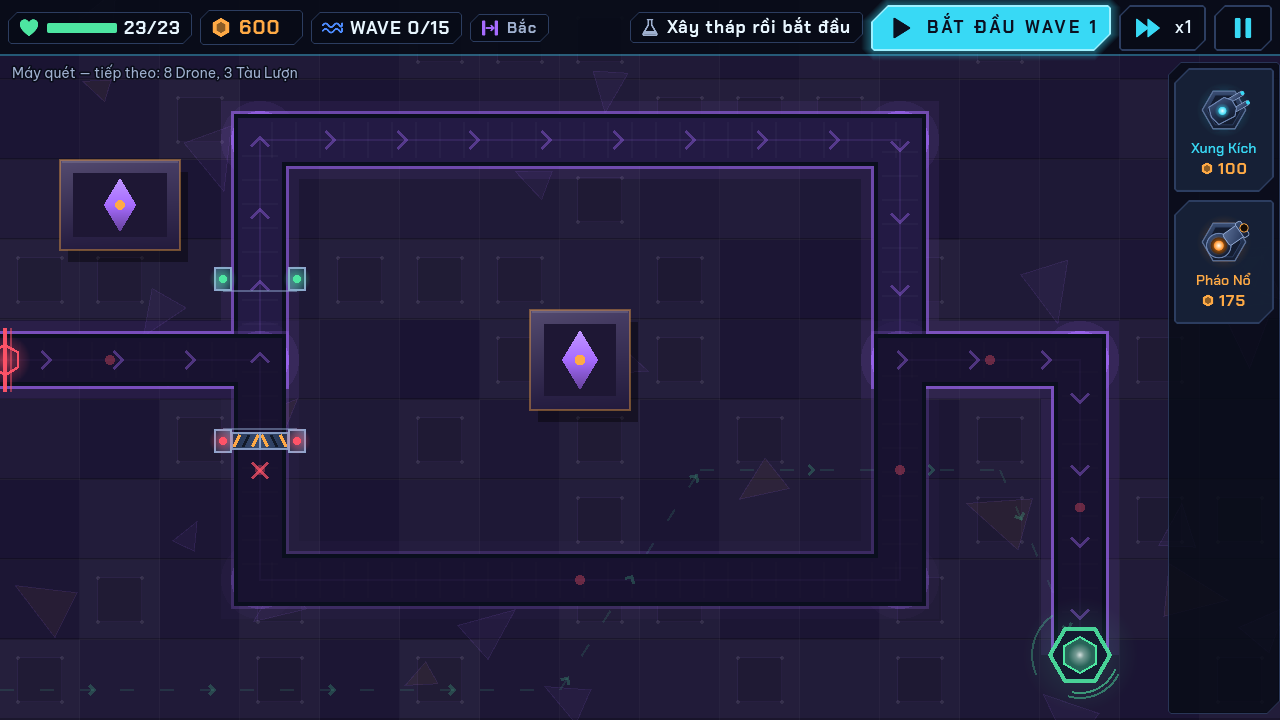 23/23
600
WAVE 0/15
Bắc
Xây tháp rồi bắt đầu
BẮT ĐẦU WAVE 1
x1
Máy quét — tiếp theo: 8 Drone, 3 Tàu Lượn
Xung Kích
100
Pháo Nổ
175